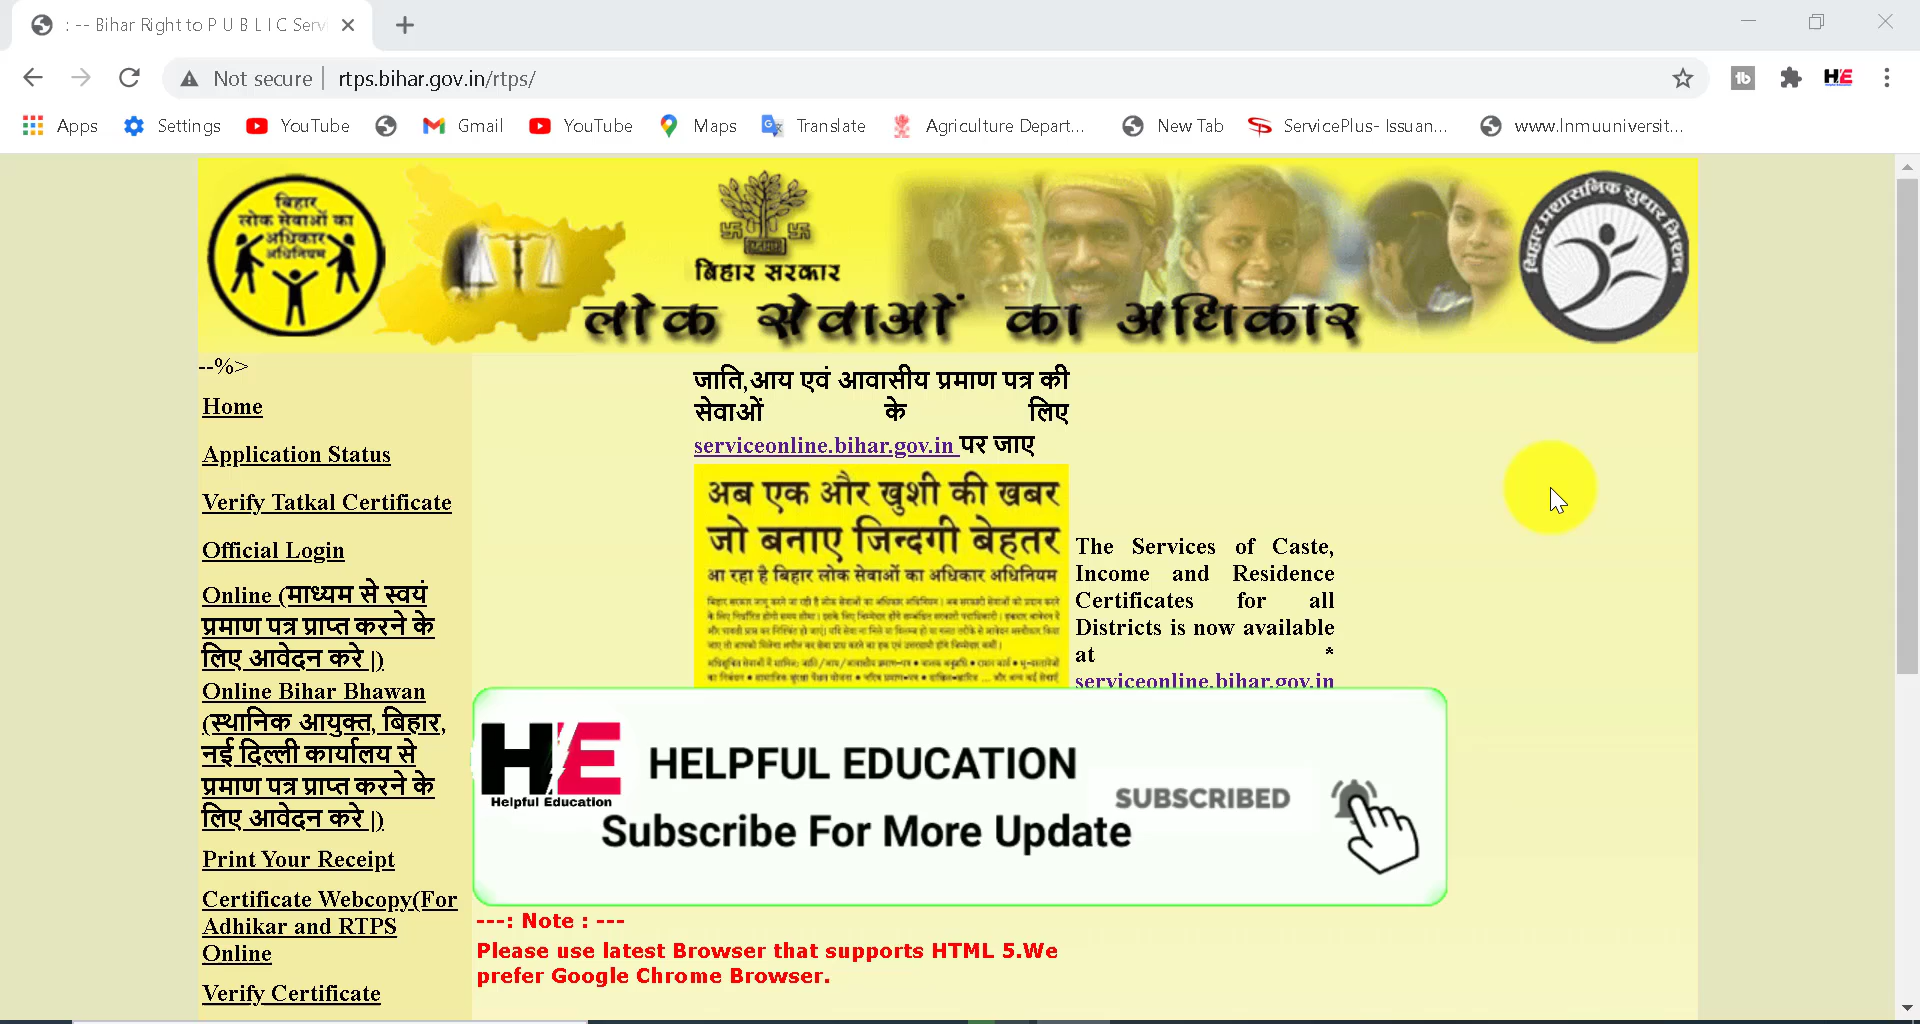 : -- Bihar Right to P U B L I C Servi
Not secure
rtps.bihar.gov.in/rtps/
Apps
Settings
YouTube
Gmail
YouTube
Maps
Translate
Agriculture Depart...
New Tab
ServicePlus- Issuan...
www.lnmuuniversit...
बिहार
लोक सेवाओं का
अधिकार
अधिनियम
बिहार सरकार
लोक सेवाओं का अधिकार
बिहार प्रशासनिक सुधार मिशन
--%>
Home
Application Status
Verify Tatkal Certificate
Official Login
Online (माध्यम से स्वयं
प्रमाण पत्र प्राप्त करने के
लिए आवेदन करे |)
Online Bihar Bhawan
(स्थानिक आयुक्त, बिहार,
नई दिल्ली कार्यालय से
प्रमाण पत्र प्राप्त करने के
लिए आवेदन करे |)
Print Your Receipt
Certificate Webcopy(For
Adhikar and RTPS
Online
Verify Certificate
जाति,आय एवं आवासीय प्रमाण पत्र की
सेवाओं के लिए
serviceonline.bihar.gov.in पर जाए
अब एक और खुशी की खबर
जो बनाए जिन्दगी बेहतर
आ रहा है बिहार लोक सेवाओं का अधिकार अधिनियम
The Services of Caste,
Income and Residence
Certificates for all
Districts is now available
at *
serviceonline.bihar.gov.in
HE
Helpful Education
HELPFUL EDUCATION
Subscribe For More Update
SUBSCRIBED
---: Note : ---
Please use latest Browser that supports HTML 5.We
prefer Google Chrome Browser.